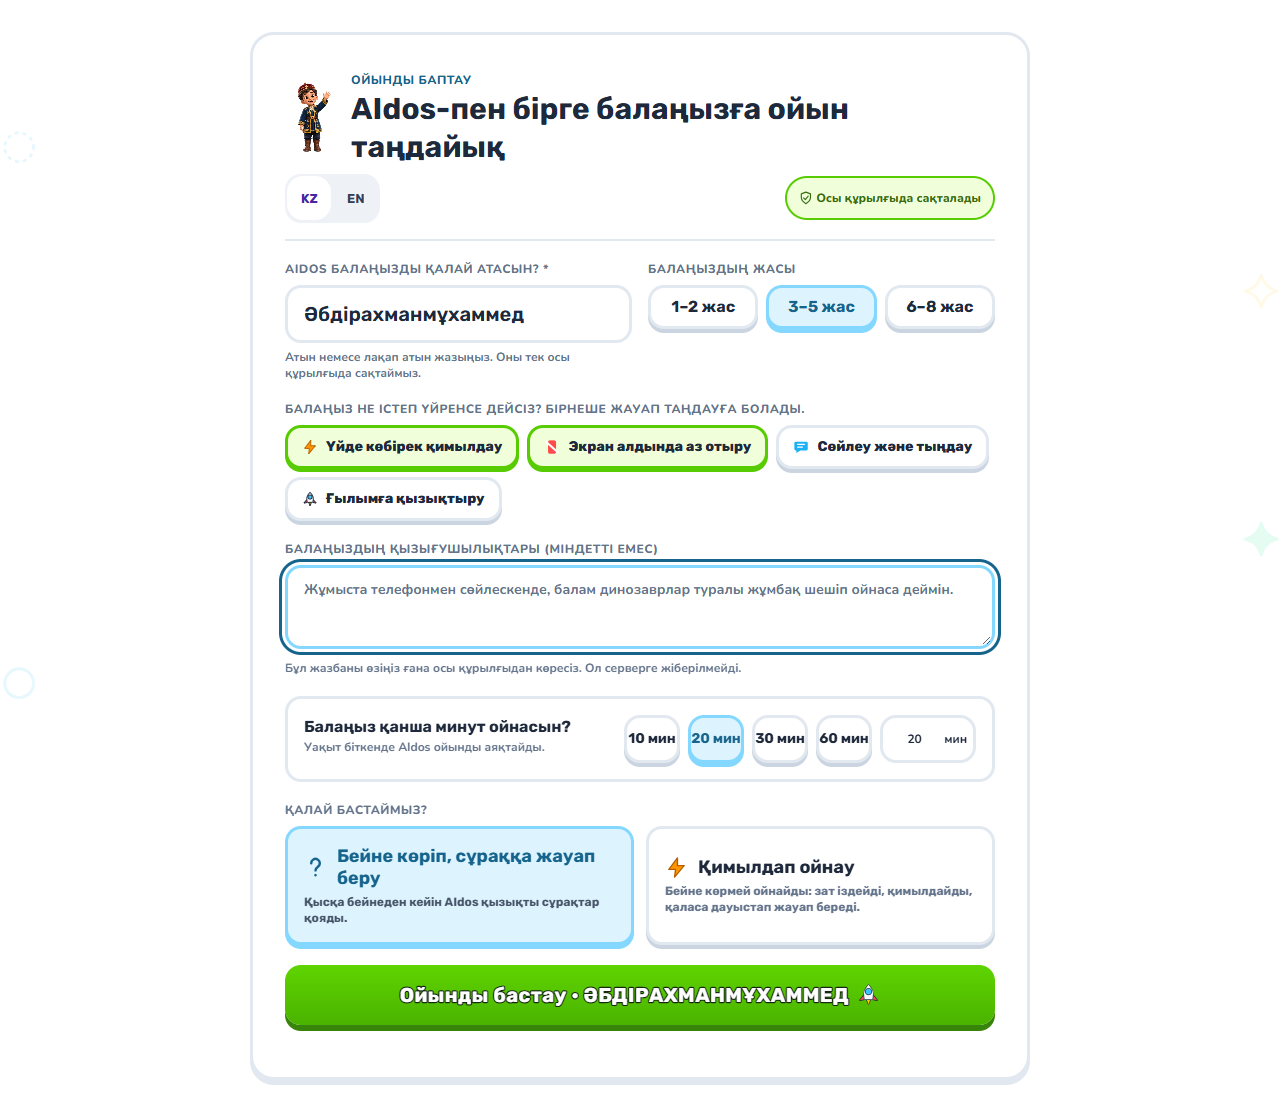 ОЙЫНДЫ БАПТАУ
Aldos-пен бірге балаңызға ойын
таңдайық
KZ
EN
Осы құрылғыда сақталады
AIDOS БАЛАҢЫЗДЫ ҚАЛАЙ АТАСЫН? *
БАЛАҢЫЗДЫҢ ЖАСЫ
Әбдірахманмұхаммед
1–2 жас
3–5 жас
6–8 жас
Атын немесе лақап атын жазыңыз. Оны тек осы
құрылғыда сақтаймыз.
БАЛАҢЫЗ НЕ ІСТЕП ҮЙРЕНСЕ ДЕЙСІЗ? БІРНЕШЕ ЖАУАП ТАҢДАУҒА БОЛАДЫ.
Үйде көбірек қимылдау
Экран алдында аз отыру
Сөйлеу және тыңдау
Ғылымға қызықтыру
БАЛАҢЫЗДЫҢ ҚЫЗЫҒУШЫЛЫҚТАРЫ (МІНДЕТТІ ЕМЕС)
Жұмыста телефонмен сөйлескенде, балам динозаврлар туралы жұмбақ шешіп ойнаса деймін.
Бұл жазбаны өзіңіз ғана осы құрылғыдан көресіз. Ол серверге жіберілмейді.
Балаңыз қанша минут ойнасын?
Уақыт біткенде Aldos ойынды аяқтайды.
10 мин
20 мин
30 мин
60 мин
20 мин
ҚАЛАЙ БАСТАЙМЫЗ?
Бейне көріп, сұраққа жауап
беру
Қысқа бейнеден кейін Aldos қызықты сұрақтар
қояды.
Қимылдап ойнау
Бейне көрмей ойнайды: зат іздейді, қимылдайды,
қаласа дауыстап жауап береді.
Ойынды бастау • ӘБДІРАХМАНМҰХАММЕД